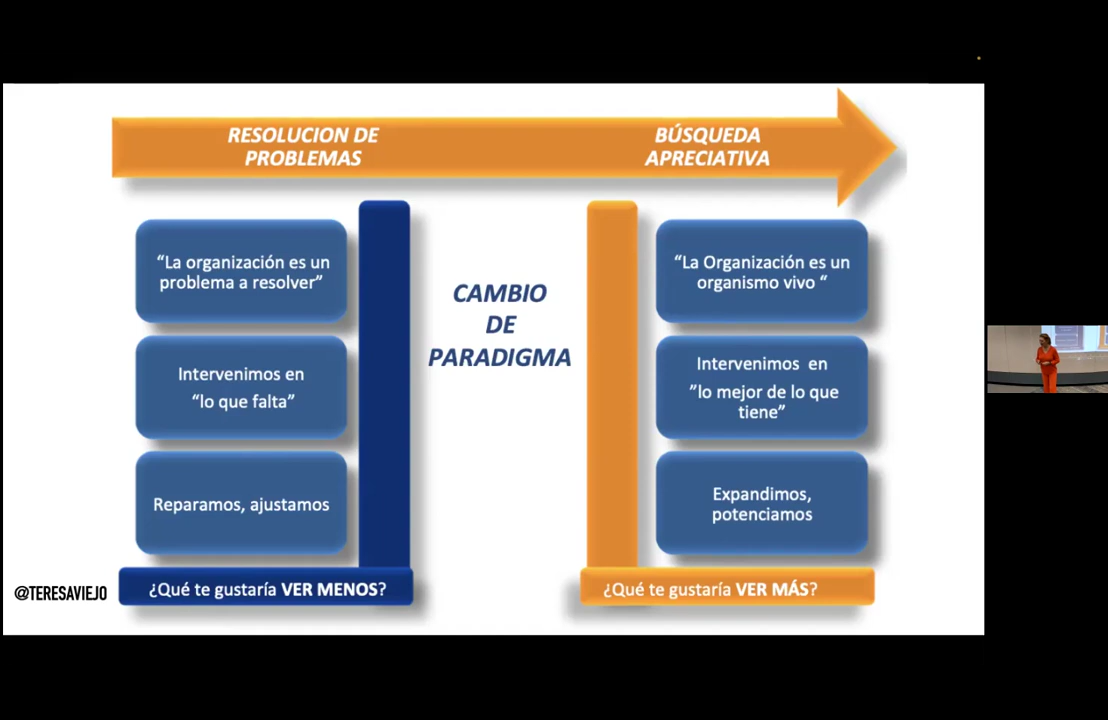 RESOLUCION DE
PROBLEMAS
BÚSQUEDA
APRECIATIVA
“La organización es un
problema a resolver”
Intervenimos en
“lo que falta”
Reparamos, ajustamos
¿Qué te gustaría VER MENOS?
CAMBIO
DE
PARADIGMA
“La Organización es un
organismo vivo “
Intervenimos en
”lo mejor de lo que
tiene”
Expandimos,
potenciamos
¿Qué te gustaría VER MÁS?
@TERESAVIEJO